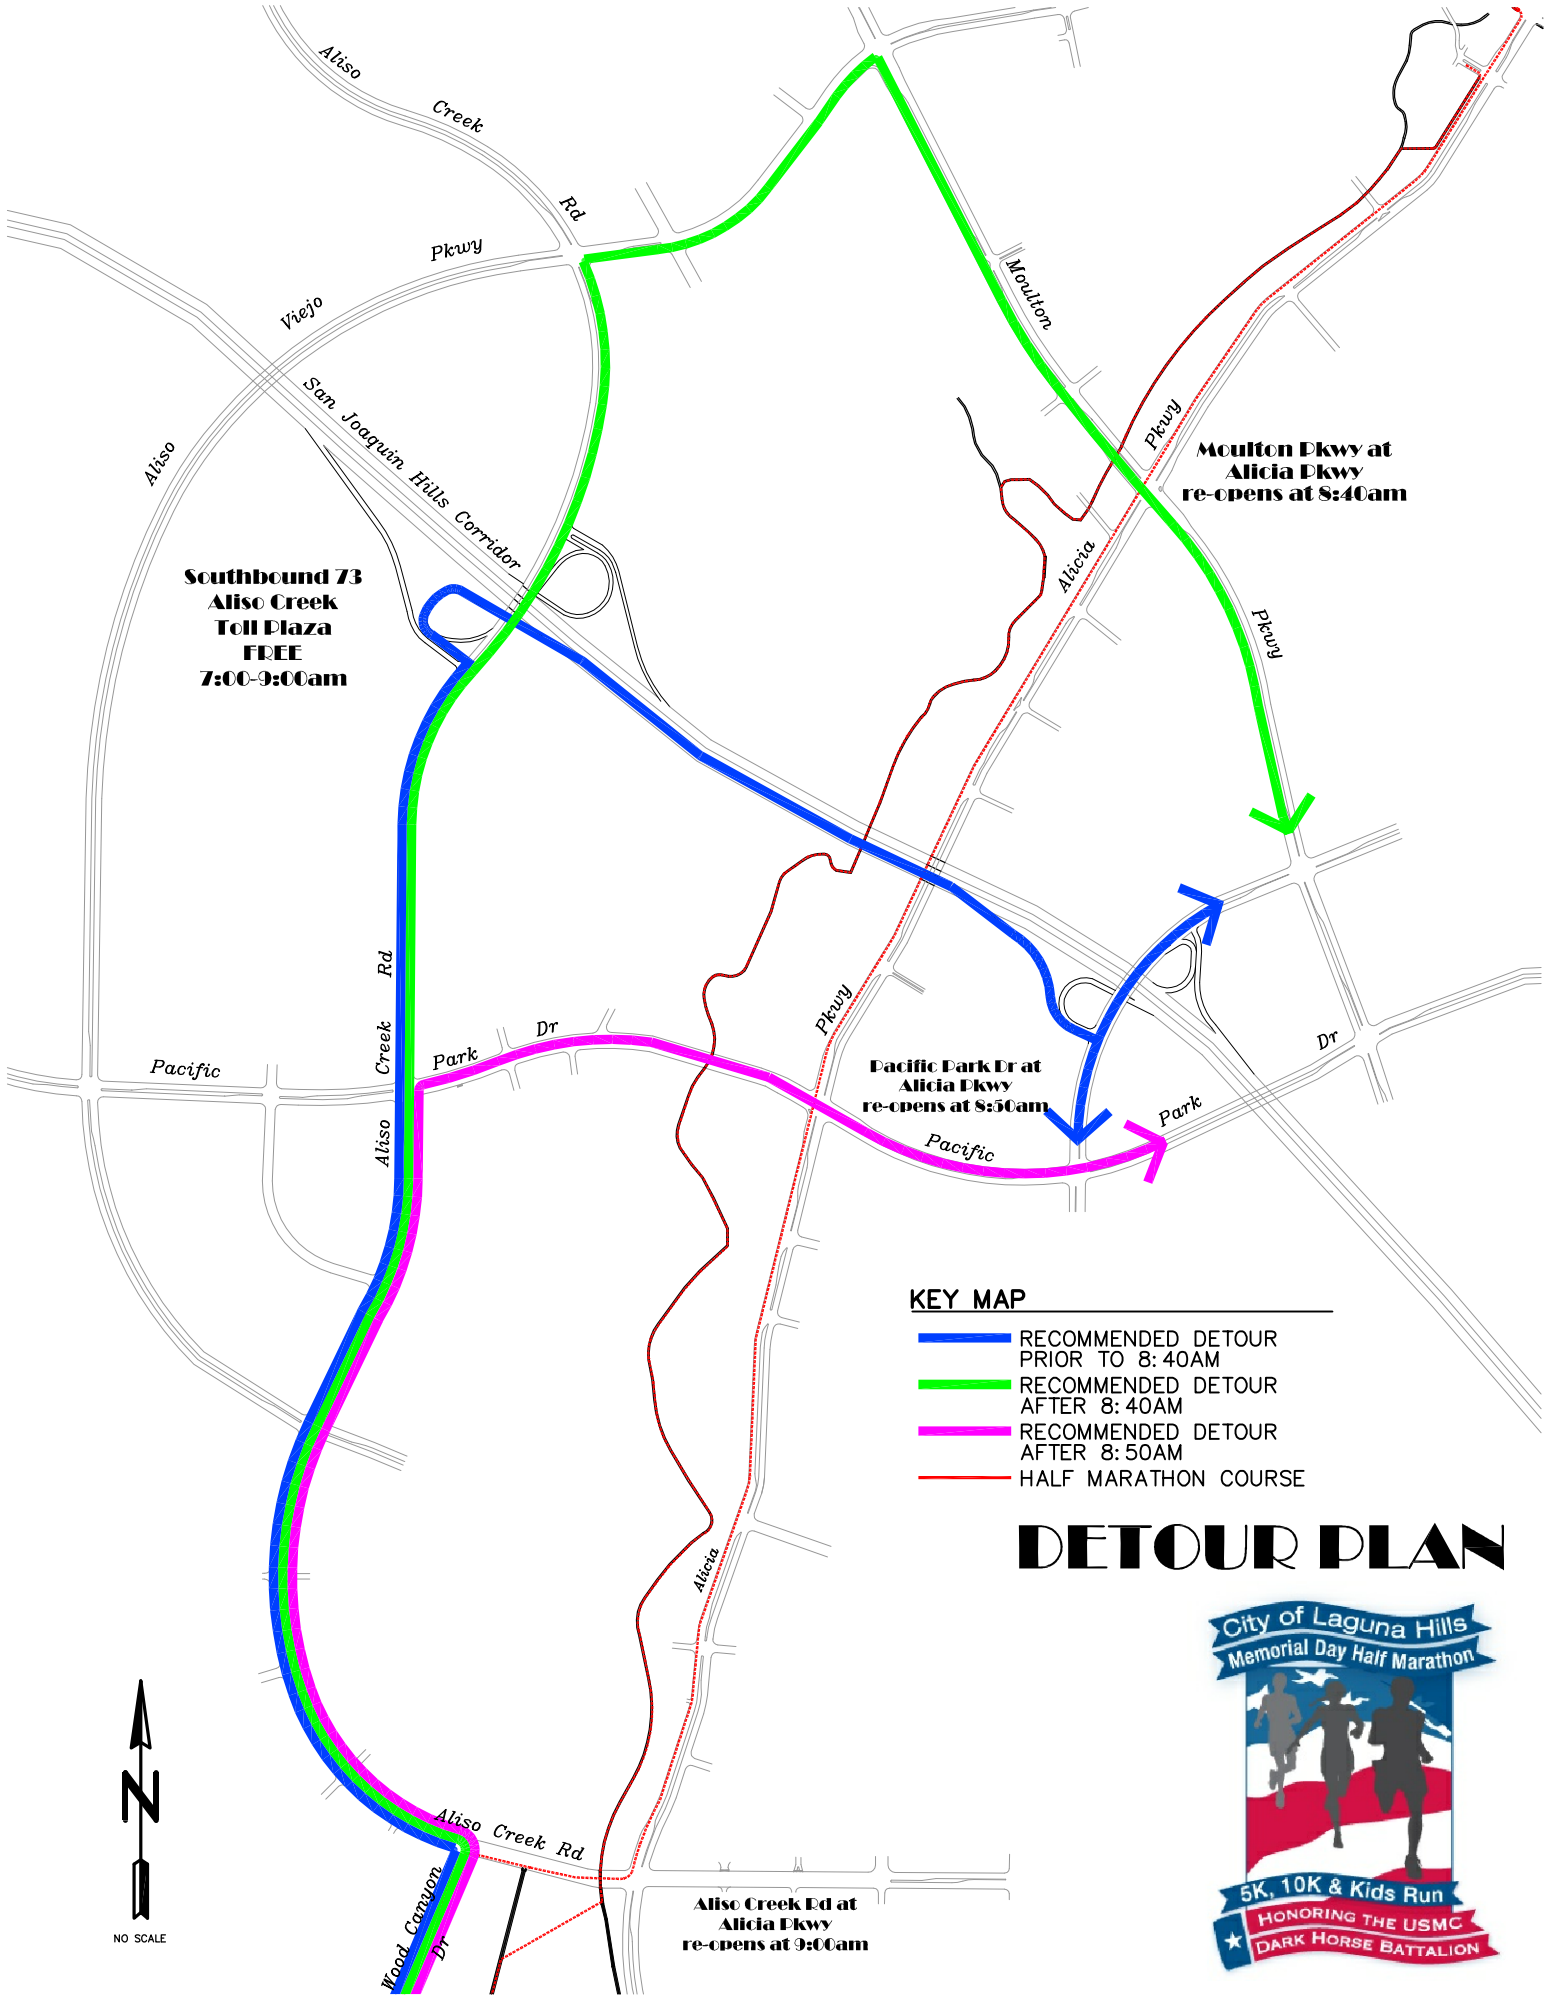 Aliso
Creek
Rd
Pkwy
Viejo
Aliso
San Joaquin Hills Corridor
Moulton
Pkwy
Alicia
Pkwy
Moulton Pkwy at
Alicia Pkwy
re-opens at 8:40am
Southbound 73
Aliso Creek
Toll Plaza
FREE
7:00-9:00am
Rd
Creek
Aliso
Pacific
Park
Dr
Pkwy
Pacific Park Dr at
Alicia Pkwy
re-opens at 8:50am
Pacific
Park
Dr
KEY MAP
RECOMMENDED DETOUR
PRIOR TO 8:40AM
RECOMMENDED DETOUR
AFTER 8:40AM
RECOMMENDED DETOUR
AFTER 8:50AM
HALF MARATHON COURSE
DETOUR PLAN
Alicia
City of Laguna Hills
Memorial Day Half Marathon
5K, 10K & Kids Run
HONORING THE USMC
DARK HORSE BATTALION
N
NO SCALE
Aliso Creek Rd
Wood Canyon
Dr
Aliso Creek Rd at
Alicia Pkwy
re-opens at 9:00am